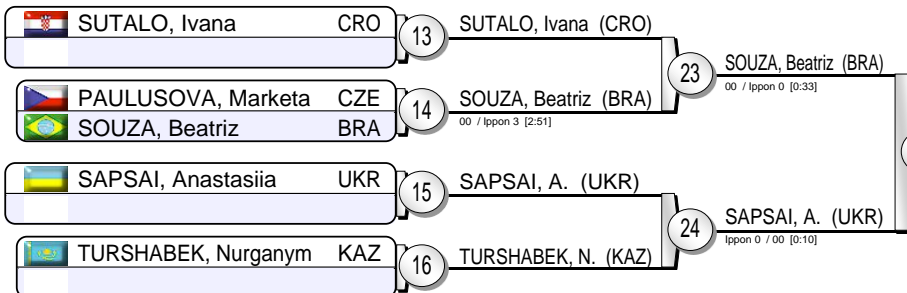 SUTALO, Ivana CRO
13
SUTALO, Ivana (CRO)
23
SOUZA, Beatriz (BRA)
00 / Ippon 0 [0:33]
PAULUSOVA, Marketa CZE
SOUZA, Beatriz BRA
14
SOUZA, Beatriz (BRA)
00 / Ippon 3 [2:51]
SAPSAI, Anastasiia UKR
15
SAPSAI, A. (UKR)
24
SAPSAI, A. (UKR)
Ippon 0 / 00 [0:10]
TURSHABEK, Nurganym KAZ
16
TURSHABEK, N. (KAZ)